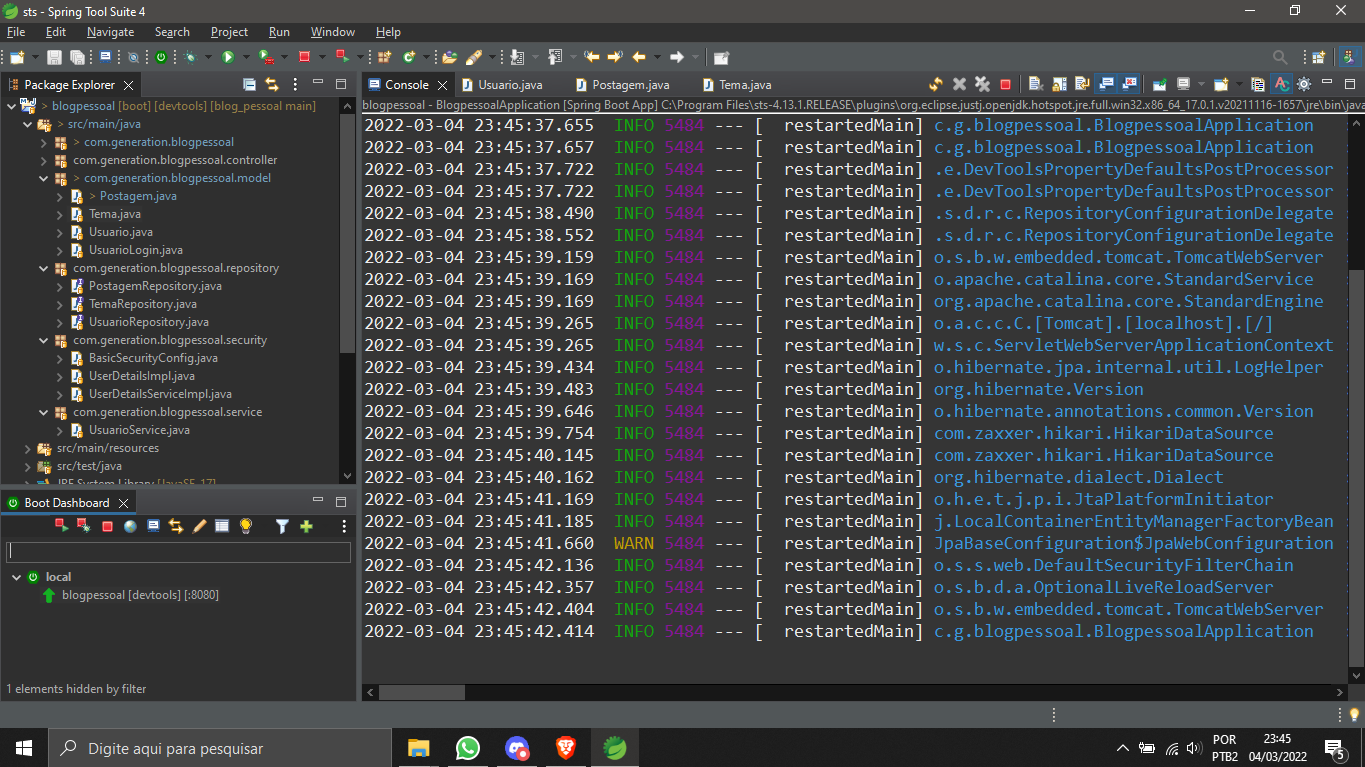 sts - Spring Tool Suite 4
File Edit Navigate Search Project Run Window Help
Package Explorer
blogpessoal [boot] [devtools] [blog_pessoal main]
src/main/java
com.generation.blogpessoal
com.generation.blogpessoal.controller
com.generation.blogpessoal.model
Postagem.java
Tema.java
Usuario.java
UsuarioLogin.java
com.generation.blogpessoal.repository
PostagemRepository.java
TemaRepository.java
UsuarioRepository.java
com.generation.blogpessoal.security
BasicSecurityConfig.java
UserDetailsImpl.java
UserDetailsServiceImpl.java
com.generation.blogpessoal.service
UsuarioService.java
src/main/resources
src/test/java
JRE System Library [JavaSE-17]
Boot Dashboard
local
blogpessoal [devtools] [:8080]
1 elements hidden by filter
Console Usuario.java Postagem.java Tema.java
blogpessoal - BlogpessoalApplication [Spring Boot App] C:\Program Files\sts-4.13.1.RELEASE\plugins\org.eclipse.justj.openjdk.hotspot.jre.full.win32.x86_64_17.0.1.v20211116-1657\jre\bin\java
2022-03-04 23:45:37.655 INFO 5484 --- [ restartedMain] c.g.blogpessoal.BlogpessoalApplication
2022-03-04 23:45:37.657 INFO 5484 --- [ restartedMain] c.g.blogpessoal.BlogpessoalApplication
2022-03-04 23:45:37.722 INFO 5484 --- [ restartedMain] .e.DevToolsPropertyDefaultsPostProcessor
2022-03-04 23:45:37.722 INFO 5484 --- [ restartedMain] .e.DevToolsPropertyDefaultsPostProcessor
2022-03-04 23:45:38.490 INFO 5484 --- [ restartedMain] .s.d.r.c.RepositoryConfigurationDelegate
2022-03-04 23:45:38.552 INFO 5484 --- [ restartedMain] .s.d.r.c.RepositoryConfigurationDelegate
2022-03-04 23:45:39.159 INFO 5484 --- [ restartedMain] o.s.b.w.embedded.tomcat.TomcatWebServer
2022-03-04 23:45:39.169 INFO 5484 --- [ restartedMain] o.apache.catalina.core.StandardService
2022-03-04 23:45:39.169 INFO 5484 --- [ restartedMain] org.apache.catalina.core.StandardEngine
2022-03-04 23:45:39.265 INFO 5484 --- [ restartedMain] o.a.c.c.C.[Tomcat].[localhost].[/]
2022-03-04 23:45:39.265 INFO 5484 --- [ restartedMain] w.s.c.ServletWebServerApplicationContext
2022-03-04 23:45:39.434 INFO 5484 --- [ restartedMain] o.hibernate.jpa.internal.util.LogHelper
2022-03-04 23:45:39.483 INFO 5484 --- [ restartedMain] org.hibernate.Version
2022-03-04 23:45:39.646 INFO 5484 --- [ restartedMain] o.hibernate.annotations.common.Version
2022-03-04 23:45:39.754 INFO 5484 --- [ restartedMain] com.zaxxer.hikari.HikariDataSource
2022-03-04 23:45:40.145 INFO 5484 --- [ restartedMain] com.zaxxer.hikari.HikariDataSource
2022-03-04 23:45:40.162 INFO 5484 --- [ restartedMain] org.hibernate.dialect.Dialect
2022-03-04 23:45:41.169 INFO 5484 --- [ restartedMain] o.h.e.t.j.p.i.JtaPlatformInitiator
2022-03-04 23:45:41.185 INFO 5484 --- [ restartedMain] j.LocalContainerEntityManagerFactoryBean
2022-03-04 23:45:41.660 WARN 5484 --- [ restartedMain] JpaBaseConfiguration$JpaWebConfiguration
2022-03-04 23:45:42.136 INFO 5484 --- [ restartedMain] o.s.s.web.DefaultSecurityFilterChain
2022-03-04 23:45:42.357 INFO 5484 --- [ restartedMain] o.s.b.d.a.OptionalLiveReloadServer
2022-03-04 23:45:42.404 INFO 5484 --- [ restartedMain] o.s.b.w.embedded.tomcat.TomcatWebServer
2022-03-04 23:45:42.414 INFO 5484 --- [ restartedMain] c.g.blogpessoal.BlogpessoalApplication
Digite aqui para pesquisar
POR
PTB2
23:45
04/03/2022
5